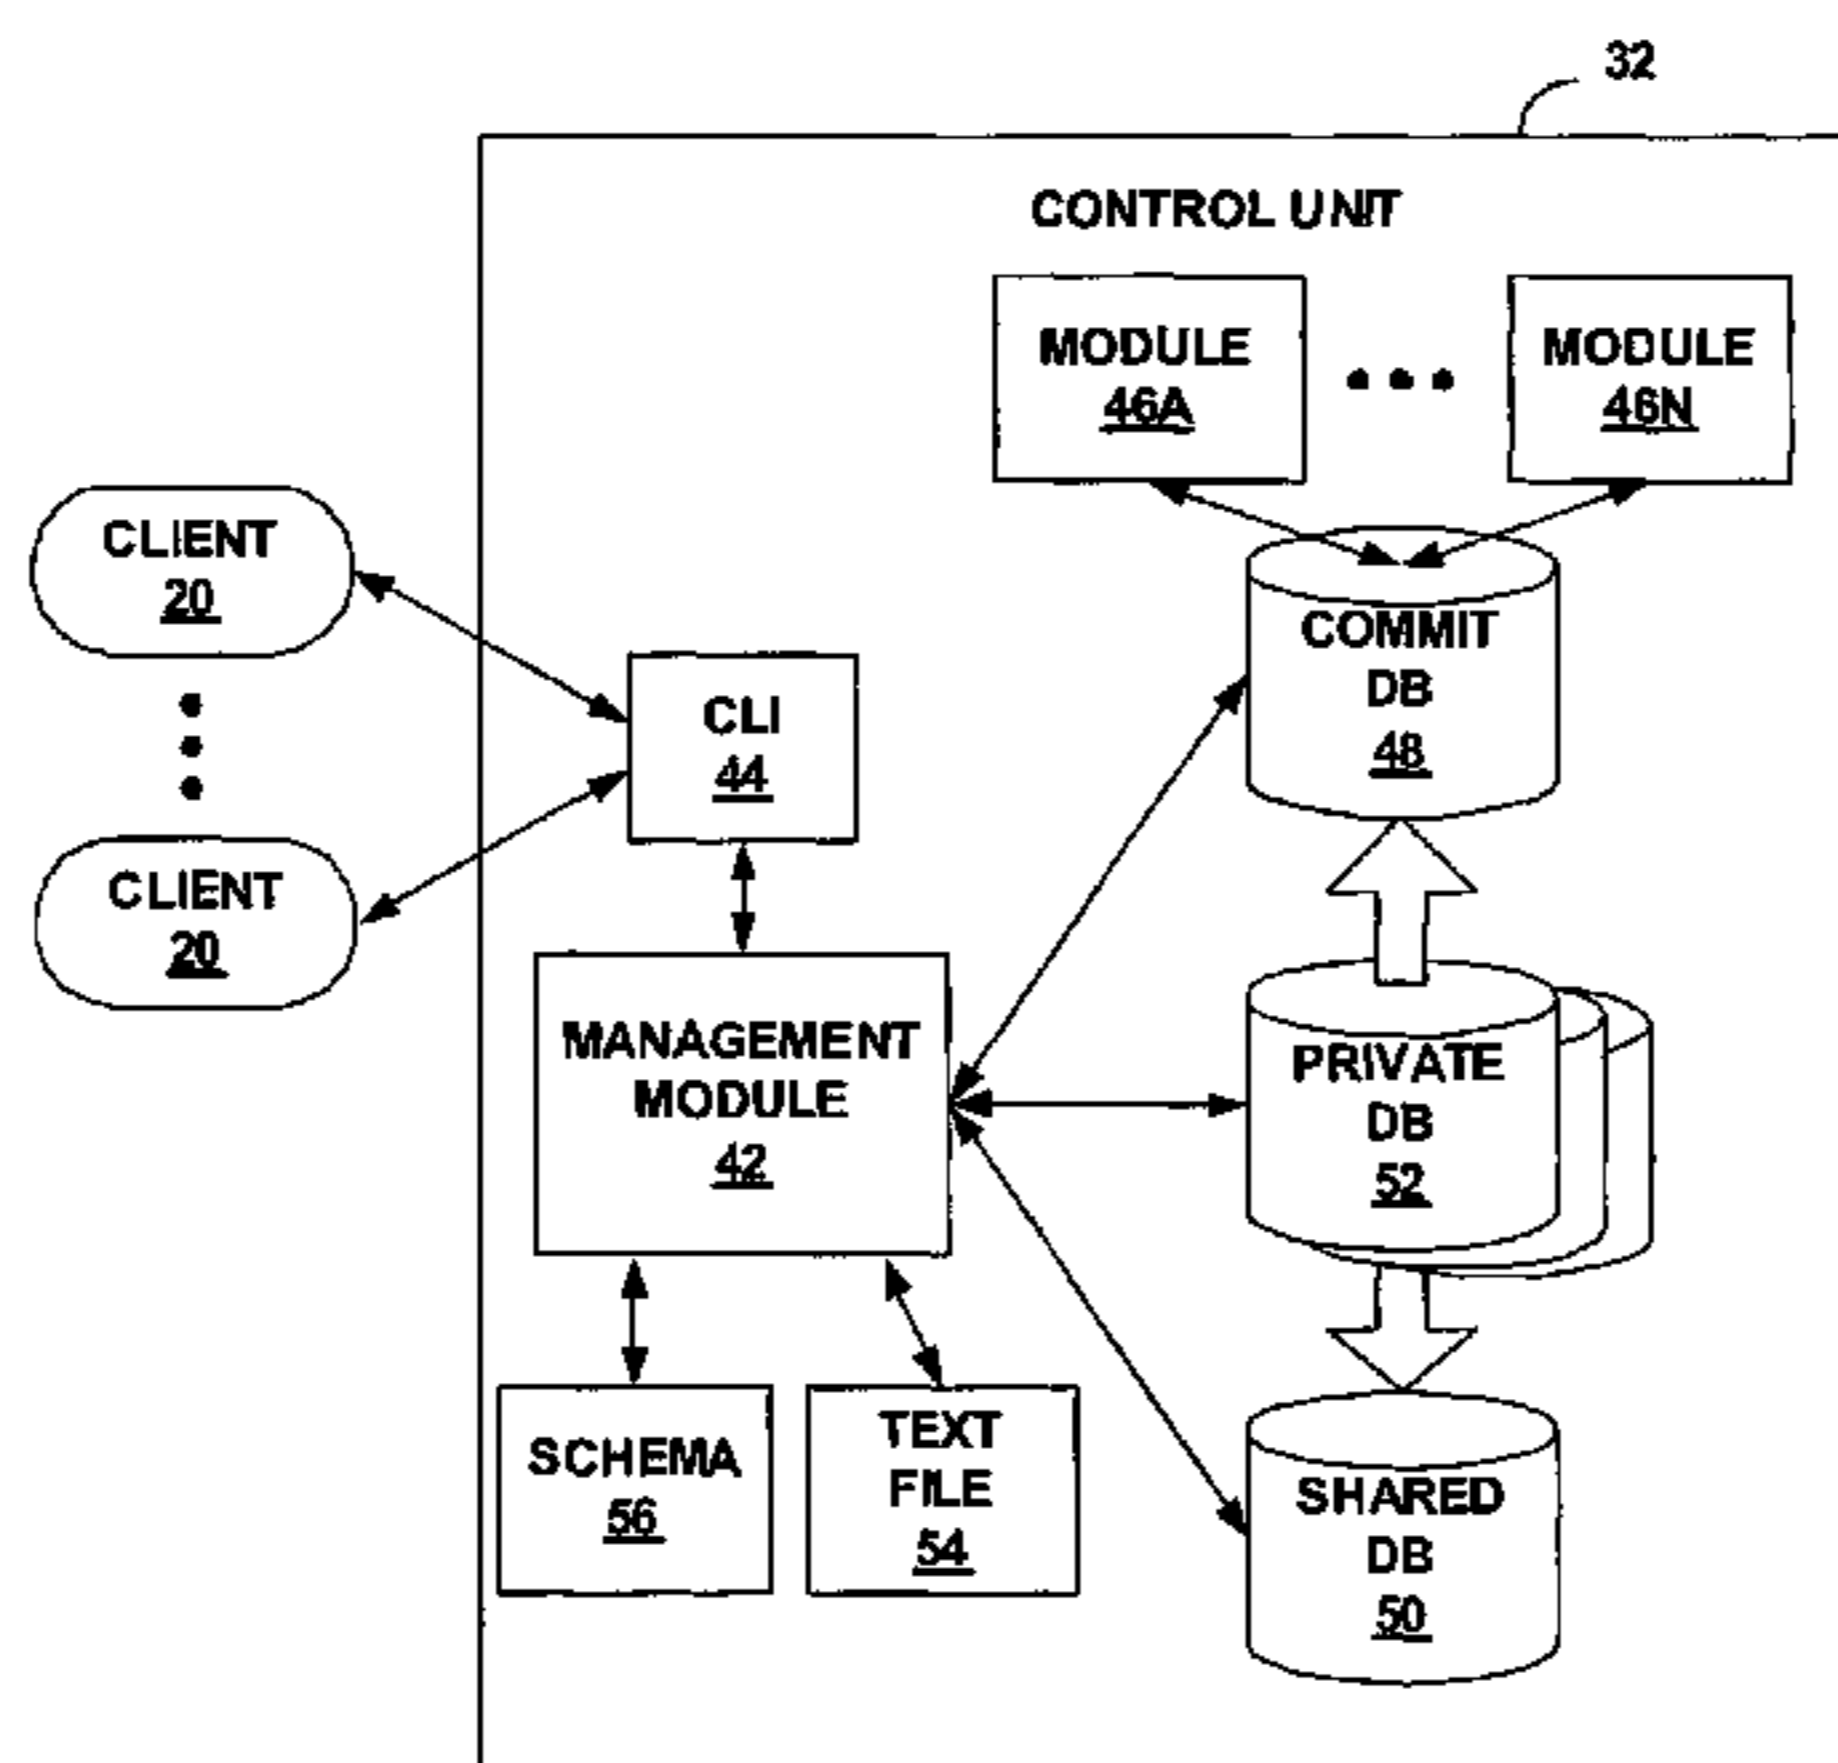 32
CONTROL UNIT
MODULE
46A
MODULE
46N
CLIENT
20
CLI
44
COMMIT
DB
48
CLIENT
20
MANAGEMENT
MODULE
42
PRIVATE
DB
52
SCHEMA
56
TEXT
FILE
54
SHARED
DB
50